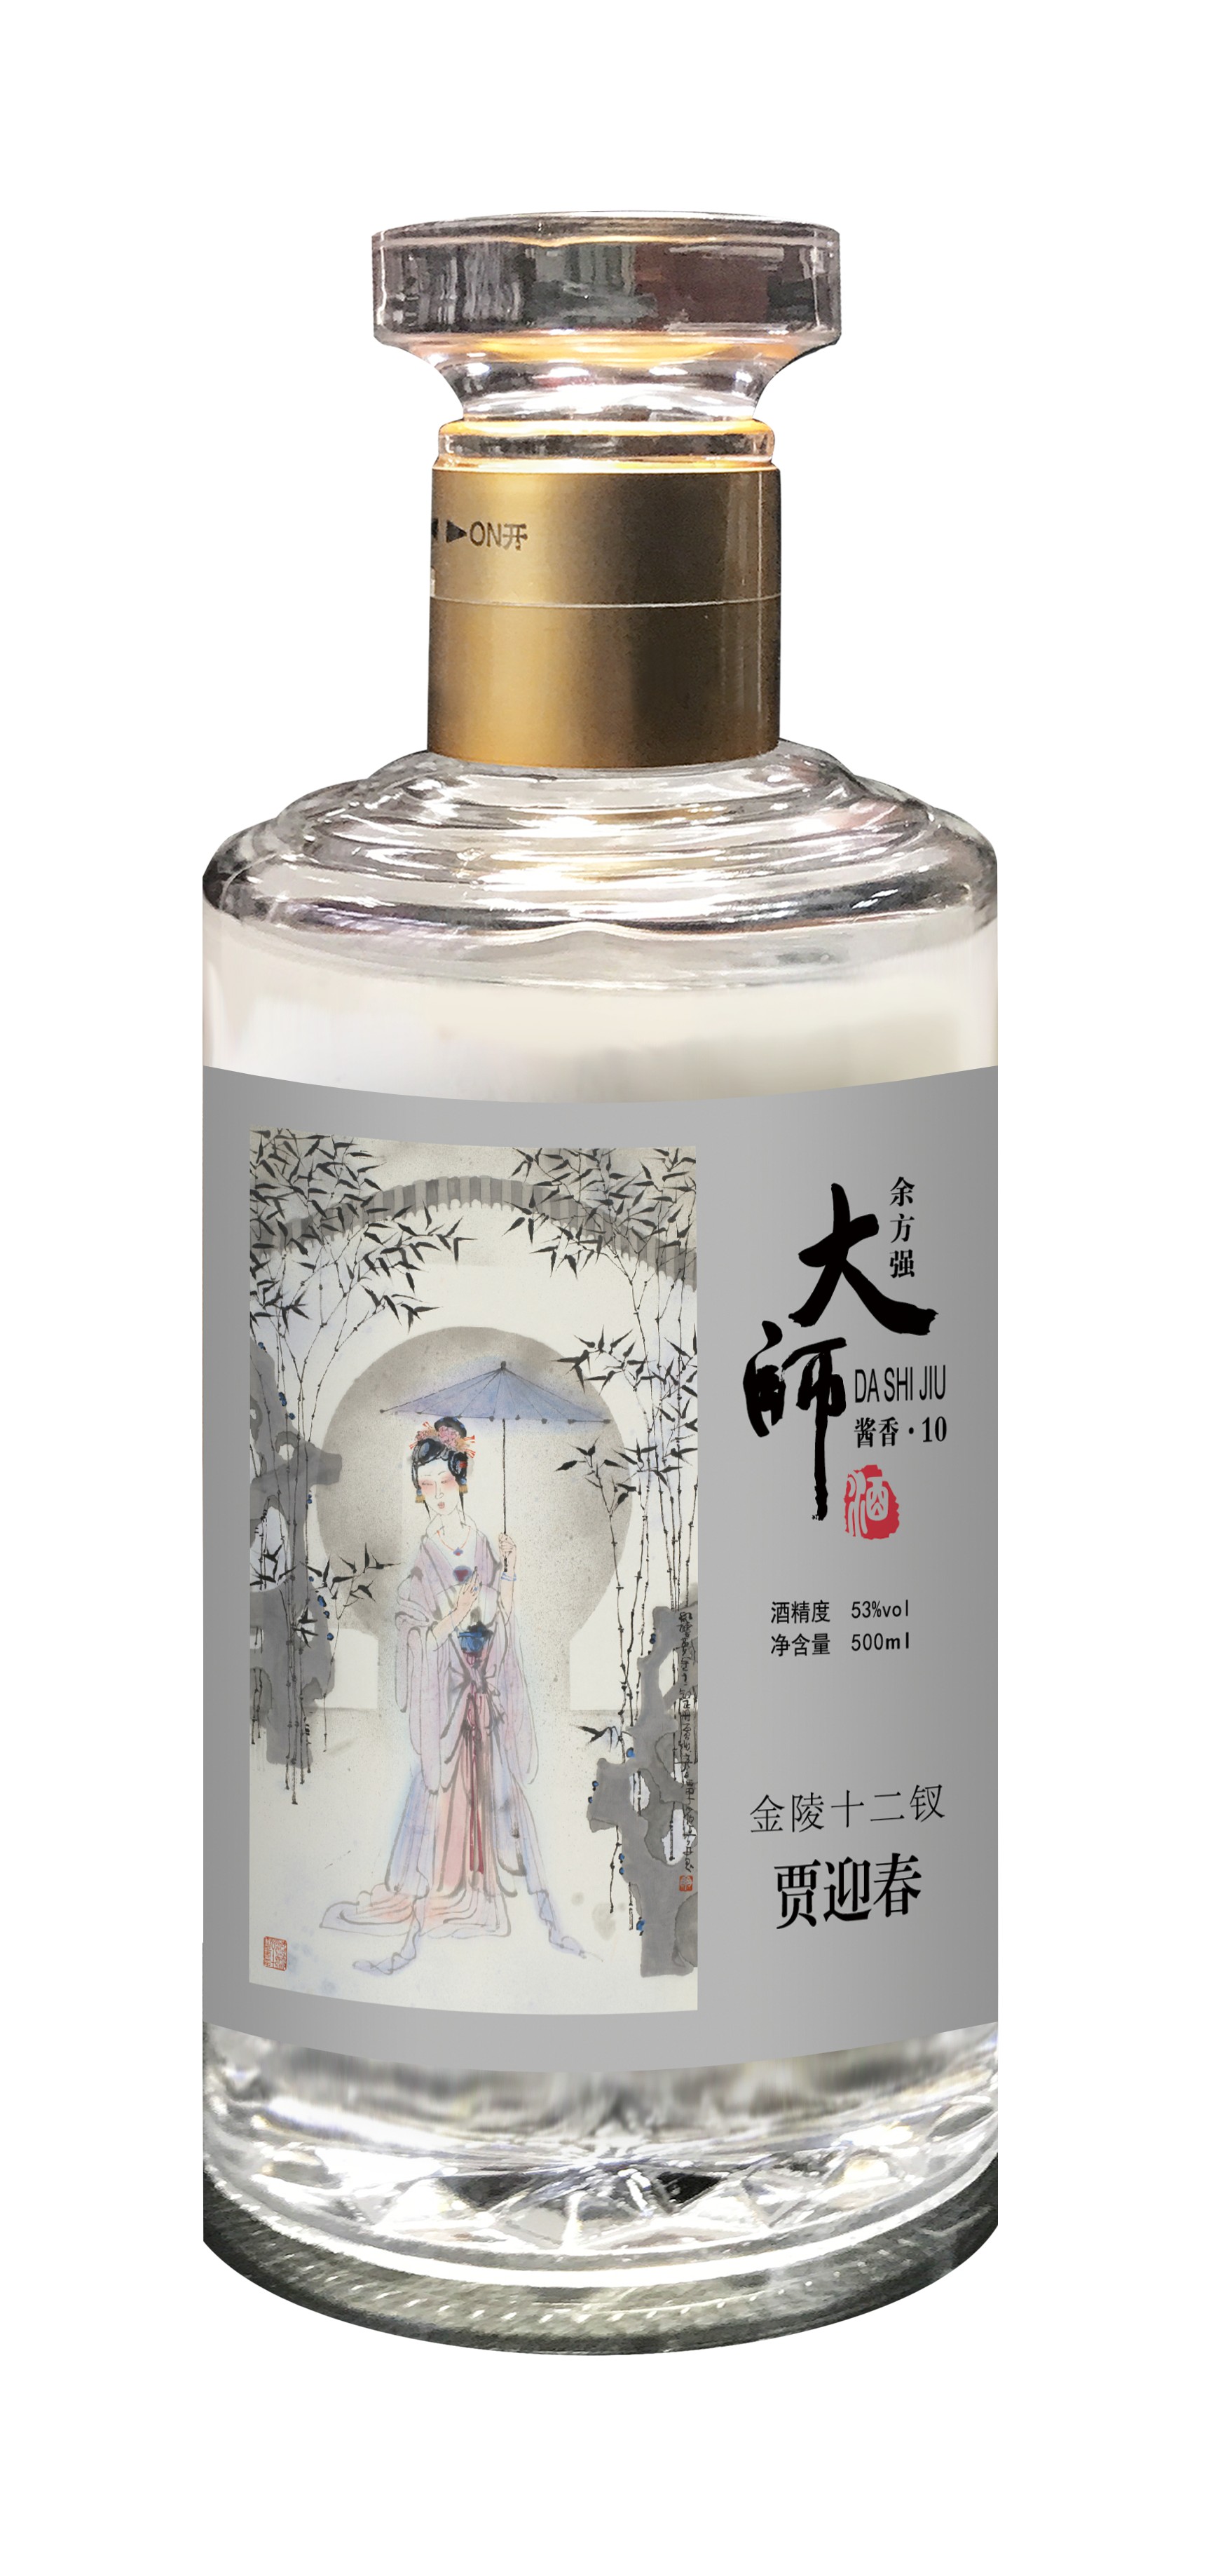 ON开
余方强
大師
DA SHI JIU
酱香·10
酒
酒精度 53%vol
净含量 500ml
金陵十二钗
贾迎春